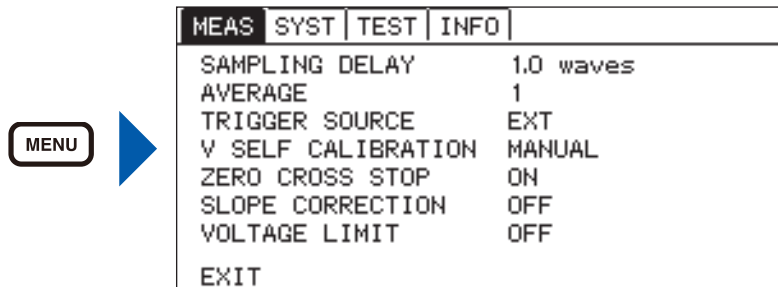 MENU
MEAS SYST TEST INFO
SAMPLING DELAY 1.0 waves
AVERAGE 1
TRIGGER SOURCE EXT
V SELF CALIBRATION MANUAL
ZERO CROSS STOP ON
SLOPE CORRECTION OFF
VOLTAGE LIMIT OFF
EXIT